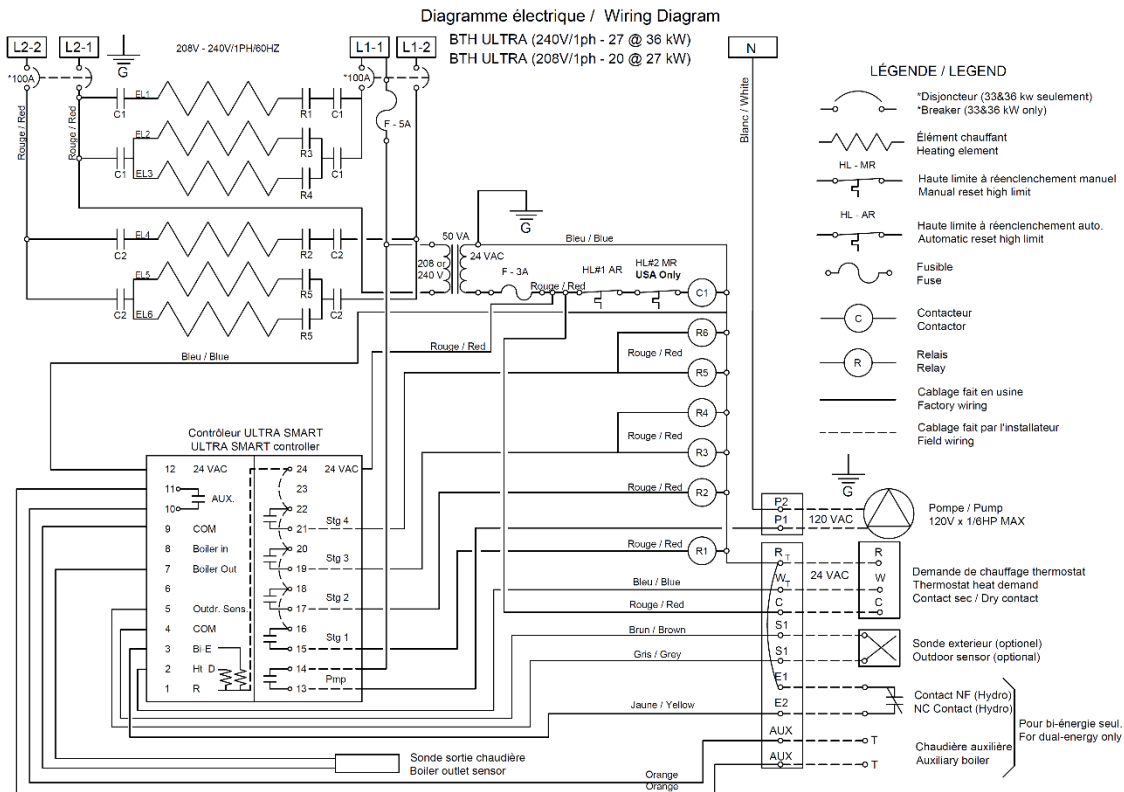 Diagramme électrique / Wiring Diagram
BTH ULTRA (240V/1ph - 27 @ 36 kW)
BTH ULTRA (208V/1ph - 20 @ 27 kW)
L2-2
L2-1
G
208V - 240V/1PH/60HZ
L1-1
L1-2
N
*100A
*100A
F - 5A
Rouge / Red
Rouge / Red
Blanc / White
C1
EL1
R1
C1
EL2
R3
C1
C1
EL3
R4
C2
EL4
R2
C2
EL5
R5
C2
C2
EL6
R5
50 VA
208 or
240 V
24 VAC
G
Bleu / Blue
F - 3A
Rouge / Red
HL#1 AR
HL#2 MR
USA Only
C1
Rouge / Red
Bleu / Blue
R6
Rouge / Red
R5
R4
Rouge / Red
R3
Rouge / Red
R2
Rouge / Red
R1
LÉGENDE / LEGEND
*Disjoncteur (33&36 kw seulement)
*Breaker (33&36 kW only)
Élément chauffant
Heating element
HL - MR
Haute limite à réenclenchement manuel
Manual reset high limit
HL - AR
Haute limite à réenclenchement auto.
Automatic reset high limit
Fusible
Fuse
C
Contacteur
Contactor
R
Relais
Relay
Cablage fait en usine
Factory wiring
Cablage fait par l'installateur
Field wiring
G
Contrôleur ULTRA SMART
ULTRA SMART controller
12 24 VAC
11
AUX.
10
9 COM
8 Boiler in
7 Boiler Out
6
5 Outdr. Sens.
4 COM
3 Bi-E
2 Ht D
1 R
24 24 VAC
23
22
Stg 4
21
20
Stg 3
19
18
Stg 2
17
16
Stg 1
15
14
Pmp
13
P2
P1
120 VAC
Pompe / Pump
120V x 1/6HP MAX
RT
WT
C
24 VAC
R
W
C
Demande de chauffage thermostat
Thermostat heat demand
Contact sec / Dry contact
Bleu / Blue
Rouge / Red
Brun / Brown
S1
Gris / Grey
S1
Sonde exterieur (optionel)
Outdoor sensor (optional)
E1
Jaune / Yellow
E2
Contact NF (Hydro)
NC Contact (Hydro)
AUX
T
AUX
T
Chaudière auxilière
Auxiliary boiler
Pour bi-énergie seul.
For dual-energy only
Orange
Orange
Sonde sortie chaudière
Boiler outlet sensor